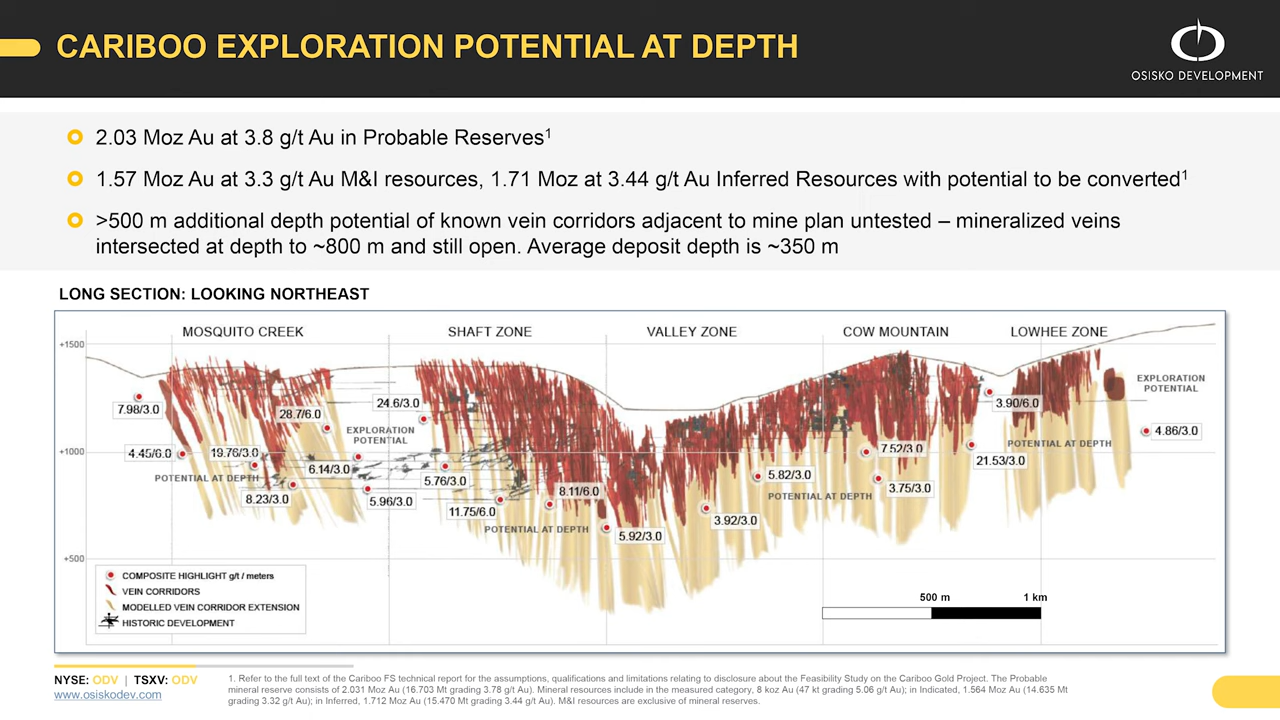 CARIBOO EXPLORATION POTENTIAL AT DEPTH
OSISKO DEVELOPMENT
2.03 Moz Au at 3.8 g/t Au in Probable Reserves1
1.57 Moz Au at 3.3 g/t Au M&I resources, 1.71 Moz at 3.44 g/t Au Inferred Resources with potential to be converted1
>500 m additional depth potential of known vein corridors adjacent to mine plan untested – mineralized veins
intersected at depth to ~800 m and still open. Average deposit depth is ~350 m
LONG SECTION: LOOKING NORTHEAST
MOSQUITO CREEK
SHAFT ZONE
VALLEY ZONE
COW MOUNTAIN
LOWHEE ZONE
+1500
+1000
+500
7.98/3.0
28.7/6.0
24.6/3.0
EXPLORATION
POTENTIAL
4.45/6.0
19.76/3.0
6.14/3.0
POTENTIAL AT DEPTH
8.23/3.0
5.96/3.0
5.76/3.0
11.75/6.0
8.11/6.0
POTENTIAL AT DEPTH
5.92/3.0
3.92/3.0
5.82/3.0
POTENTIAL AT DEPTH
7.52/3.0
3.75/3.0
21.53/3.0
3.90/6.0
POTENTIAL AT DEPTH
EXPLORATION
POTENTIAL
4.86/3.0
COMPOSITE HIGHLIGHT g/t / meters
VEIN CORRIDORS
MODELLED VEIN CORRIDOR EXTENSION
HISTORIC DEVELOPMENT
500 m
1 km
NYSE: ODV | TSXV: ODV
www.osiskodev.com
1. Refer to the full text of the Cariboo FS technical report for the assumptions, qualifications and limitations relating to disclosure about the Feasibility Study on the Cariboo Gold Project. The Probable
mineral reserve consists of 2.031 Moz Au (16.703 Mt grading 3.78 g/t Au). Mineral resources include in the measured category, 8 koz Au (47 kt grading 5.06 g/t Au); in Indicated, 1.564 Moz Au (14.635 Mt
grading 3.32 g/t Au); in Inferred, 1.712 Moz Au (15.470 Mt grading 3.44 g/t Au). M&I resources are exclusive of mineral reserves.